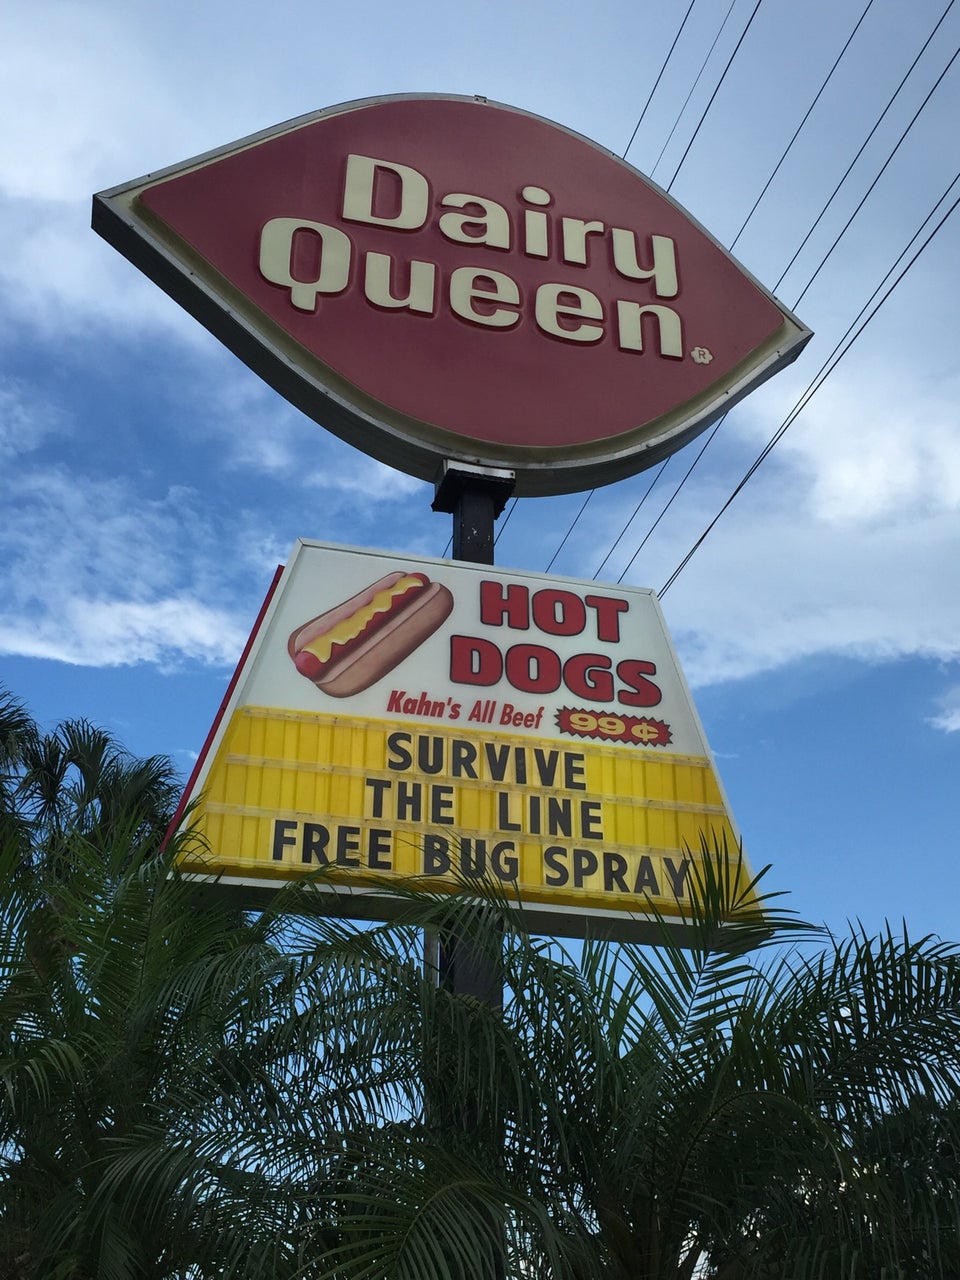 Dairy
Queen ®
HOT
DOGS
Kahn's All Beef 99¢
SURVIVE
THE LINE
FREE BUG SPRAY